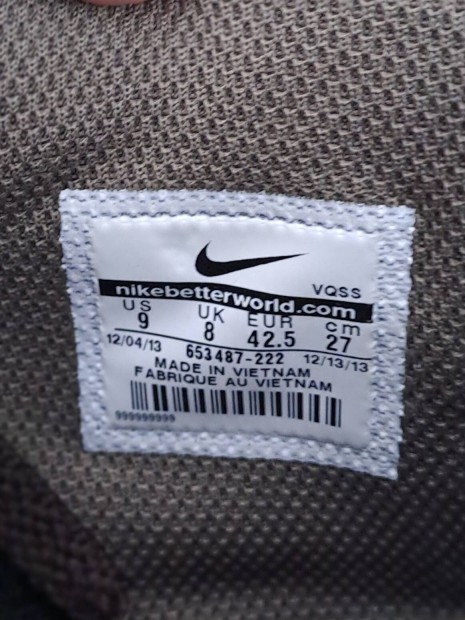 VQSS
nikebetterworld.com
US UK EUR cm
9 8 42.5 27
12/04/13 653487-222 12/13/13
MADE IN VIETNAM
FABRIQUE AU VIETNAM
999999999